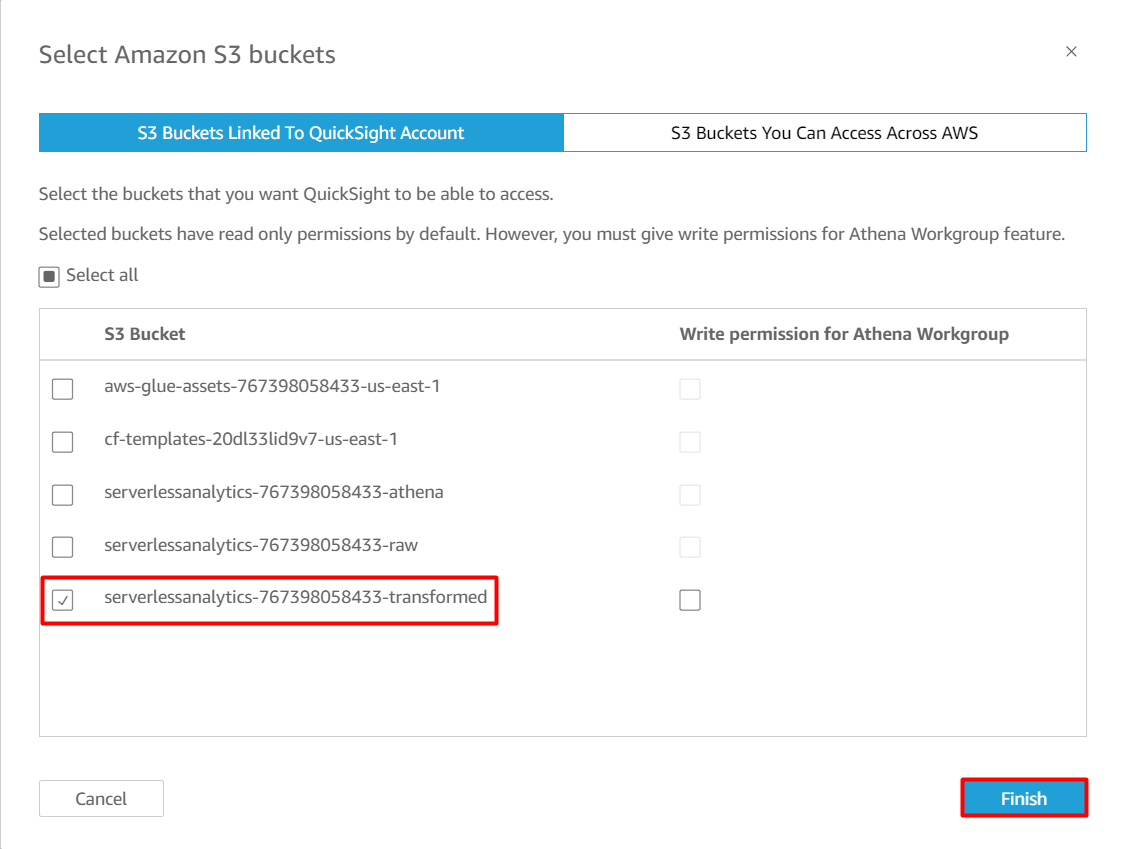 Select Amazon S3 buckets
S3 Buckets Linked To QuickSight Account
S3 Buckets You Can Access Across AWS
Select the buckets that you want QuickSight to be able to access.
Selected buckets have read only permissions by default. However, you must give write permissions for Athena Workgroup feature.
Select all
S3 Bucket
Write permission for Athena Workgroup
aws-glue-assets-767398058433-us-east-1
cf-templates-20dl33lid9v7-us-east-1
serverlessanalytics-767398058433-athena
serverlessanalytics-767398058433-raw
serverlessanalytics-767398058433-transformed
Cancel
Finish